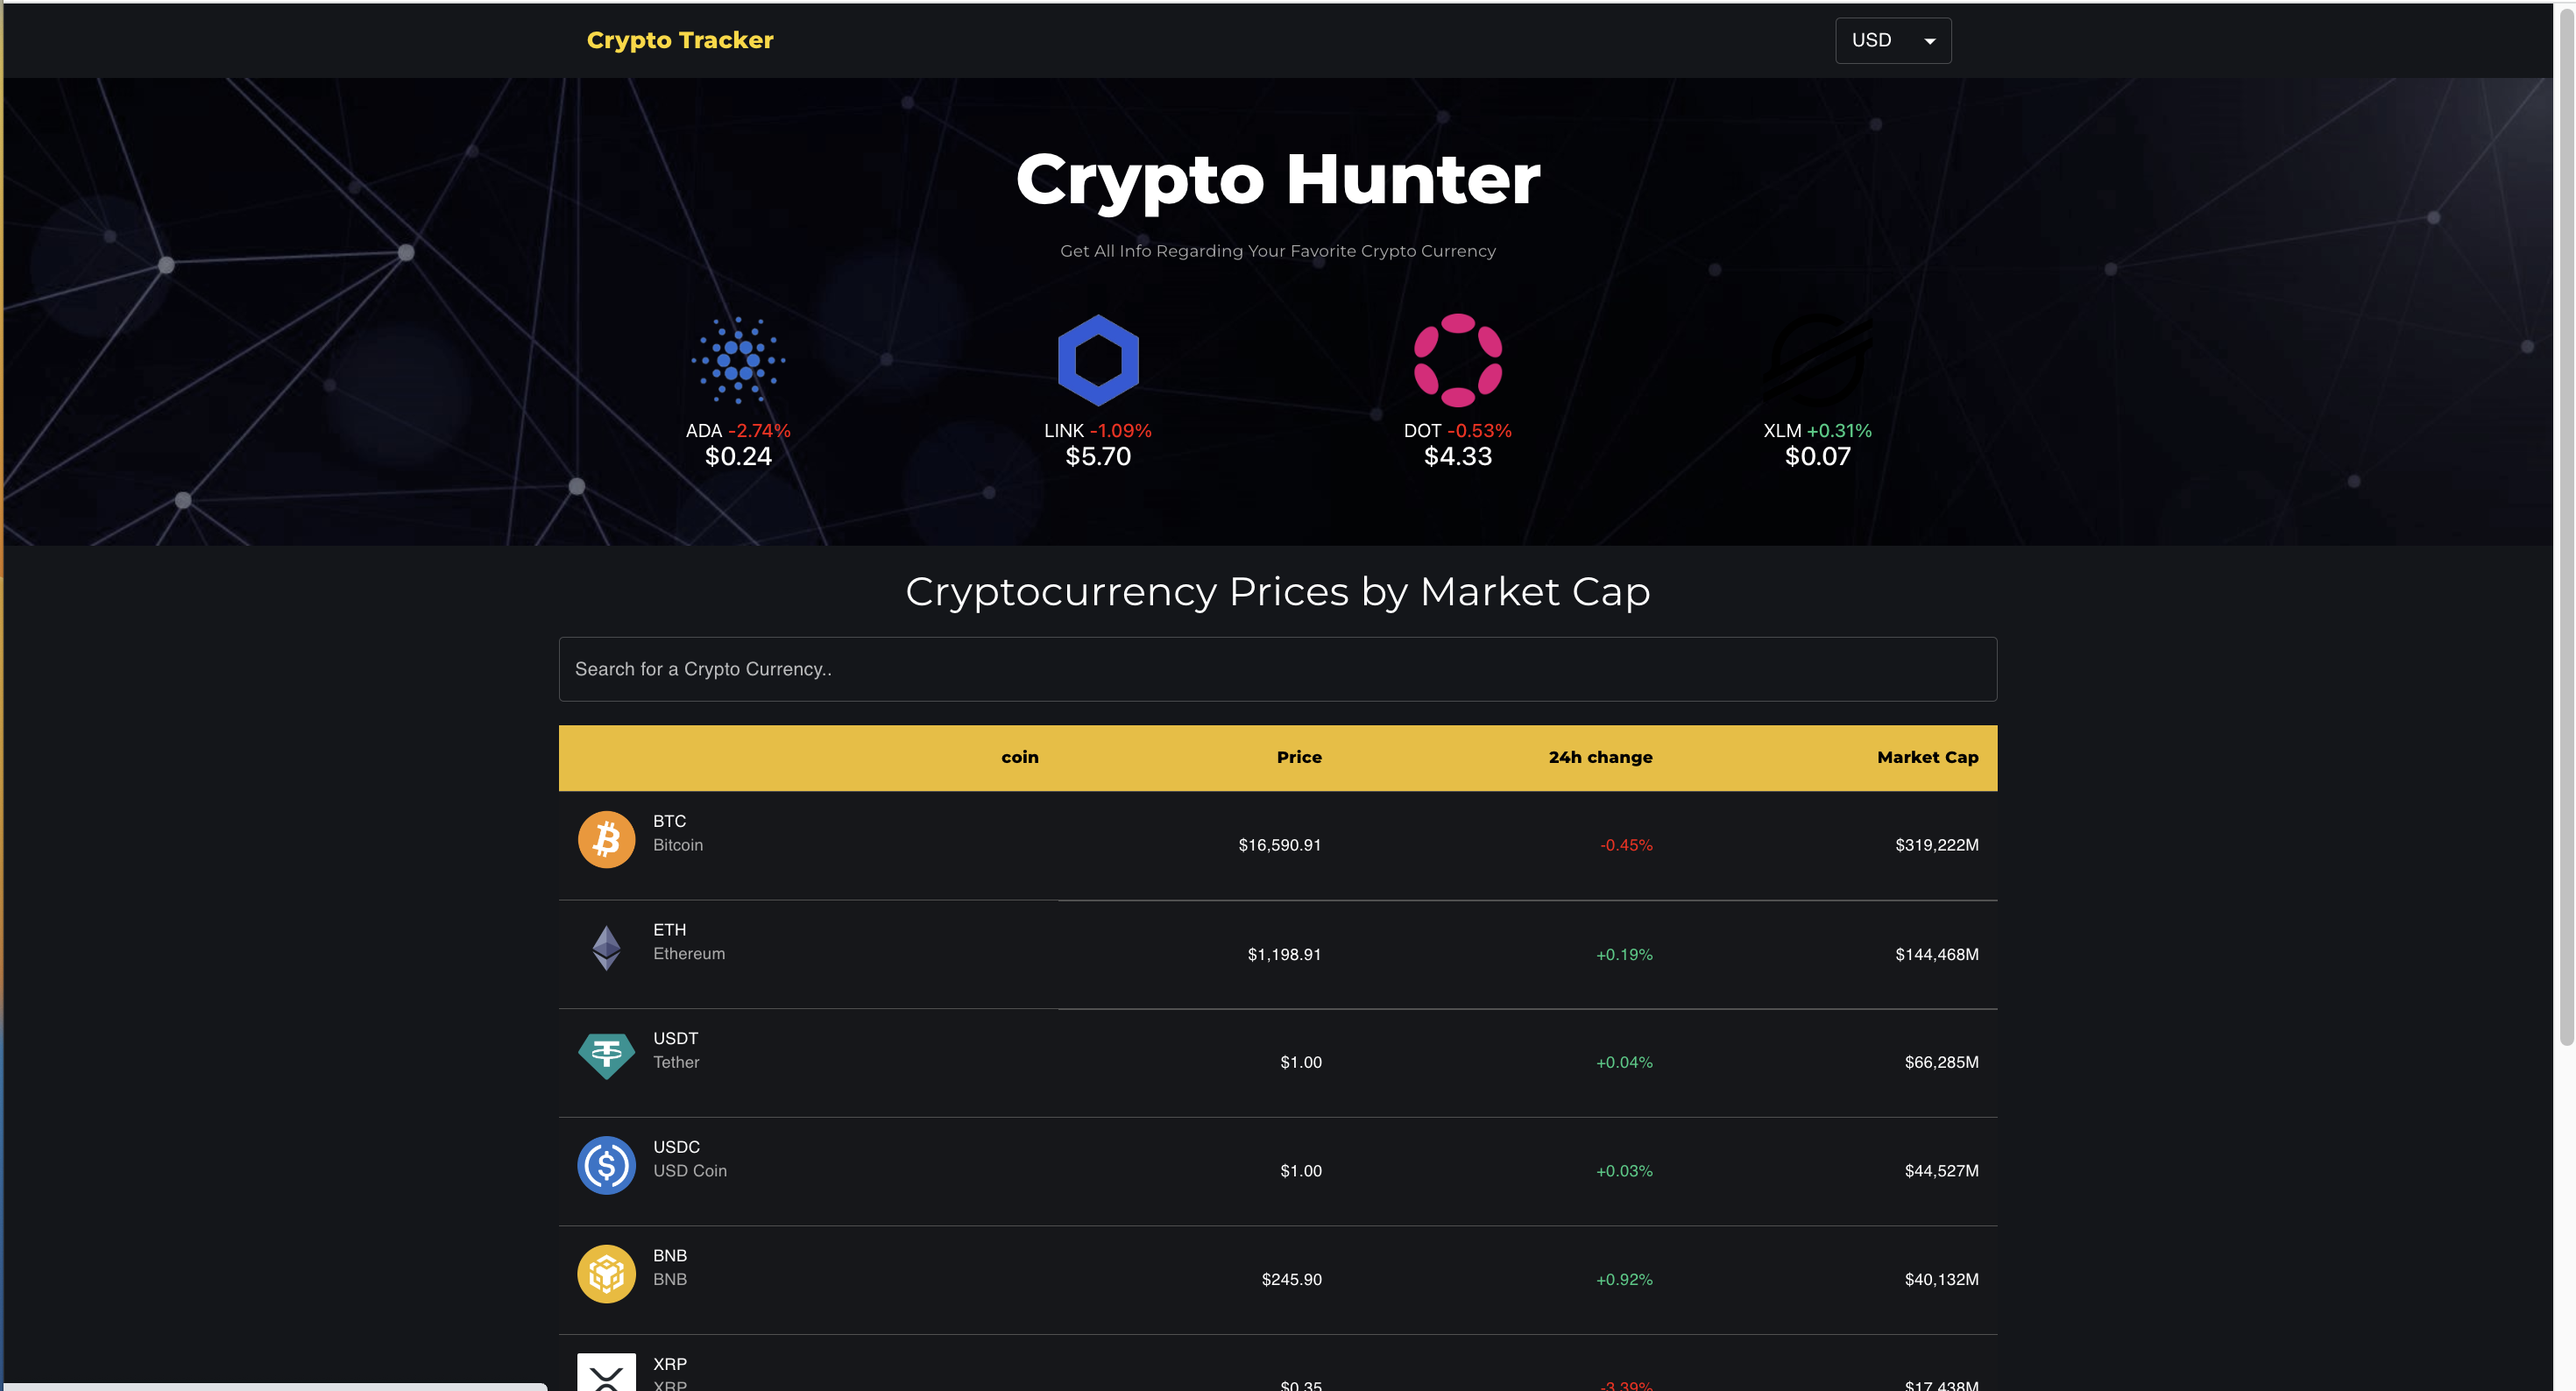 Crypto Tracker
USD
Crypto Hunter
Get All Info Regarding Your Favorite Crypto Currency
ADA -2.74%
$0.24
LINK -1.09%
$5.70
DOT -0.53%
$4.33
XLM +0.31%
$0.07
Cryptocurrency Prices by Market Cap
Search for a Crypto Currency..
coin Price 24h change Market Cap
BTC
Bitcoin $16,590.91 -0.45% $319,222M
ETH
Ethereum $1,198.91 +0.19% $144,468M
USDT
Tether $1.00 +0.04% $66,285M
USDC
USD Coin $1.00 +0.03% $44,527M
BNB
BNB $245.90 +0.92% $40,132M
XRP
XRP $0.35 -3.39% $17,438M